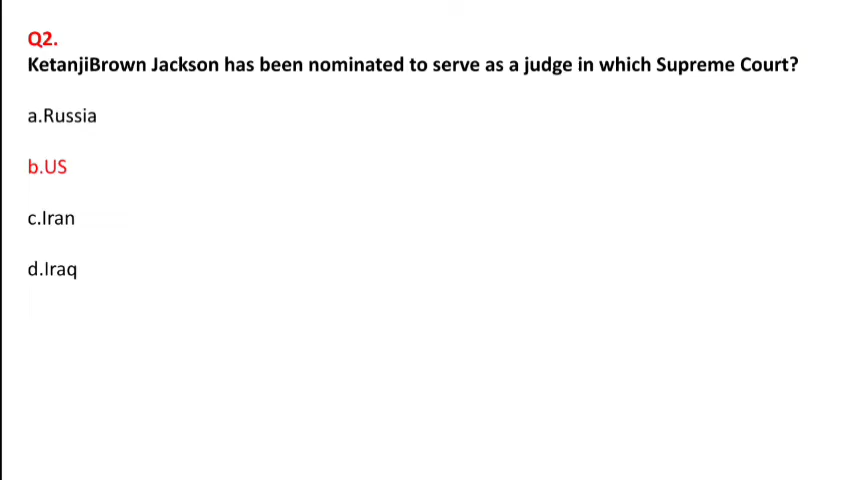 Q2.
KetanjiBrown Jackson has been nominated to serve as a judge in which Supreme Court?
a.Russia
b.US
c.Iran
d.Iraq